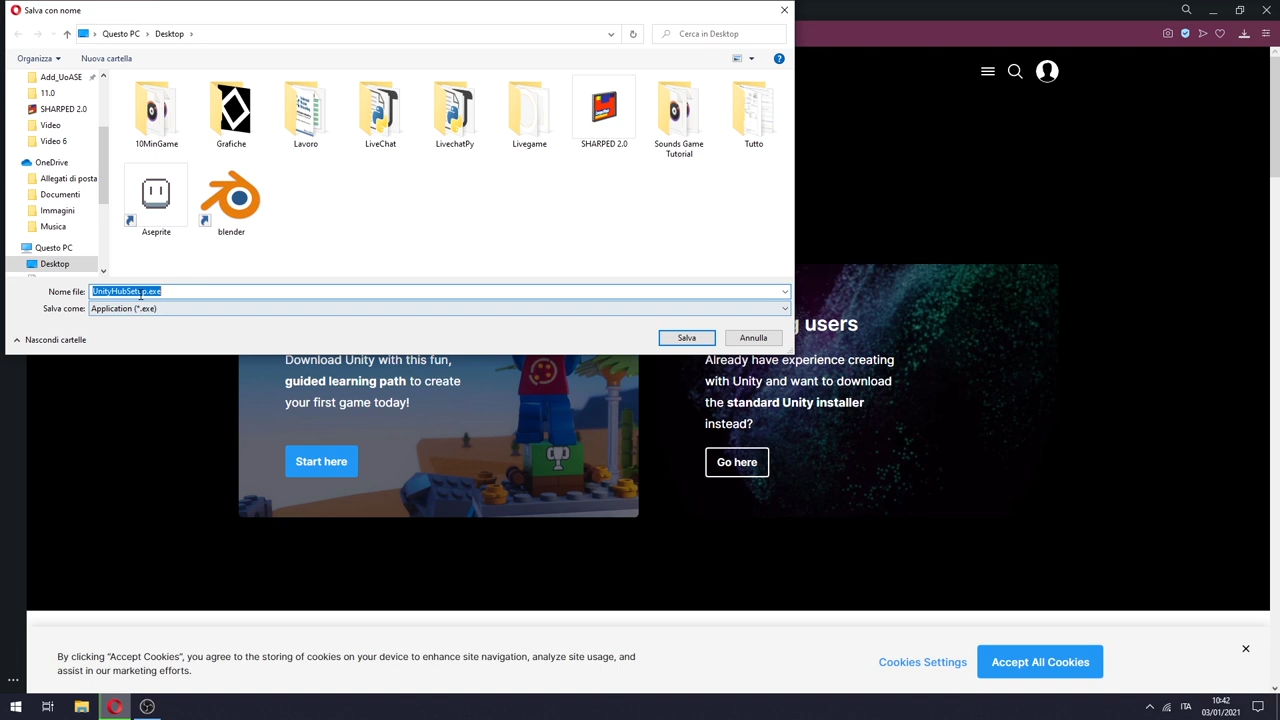 Salva con nome
Questo PC
Desktop
Cerca in Desktop
Organizza
Nuova cartella
Add_UoASE
11.0
SHARPED 2.0
Video
Video 6
OneDrive
Allegati di posta
Documenti
Immagini
Musica
Questo PC
Desktop
10MinGame
Grafiche
Lavoro
LiveChat
LivechatPy
Livegame
SHARPED 2.0
Sounds Game
Tutorial
Tutto
Aseprite
blender
Nome file:
UnityHubSetup.exe
Salva come:
Application (*.exe)
Nascondi cartelle
Salva
Annulla
Download Unity with this fun,
guided learning path to create
your first game today!
Start here
users
Already have experience creating
with Unity and want to download
the standard Unity installer
instead?
Go here
By clicking “Accept Cookies”, you agree to the storing of cookies on your device to enhance site navigation, analyze site usage, and
assist in our marketing efforts.
Cookies Settings
Accept All Cookies
ITA
10:42
03/01/2021